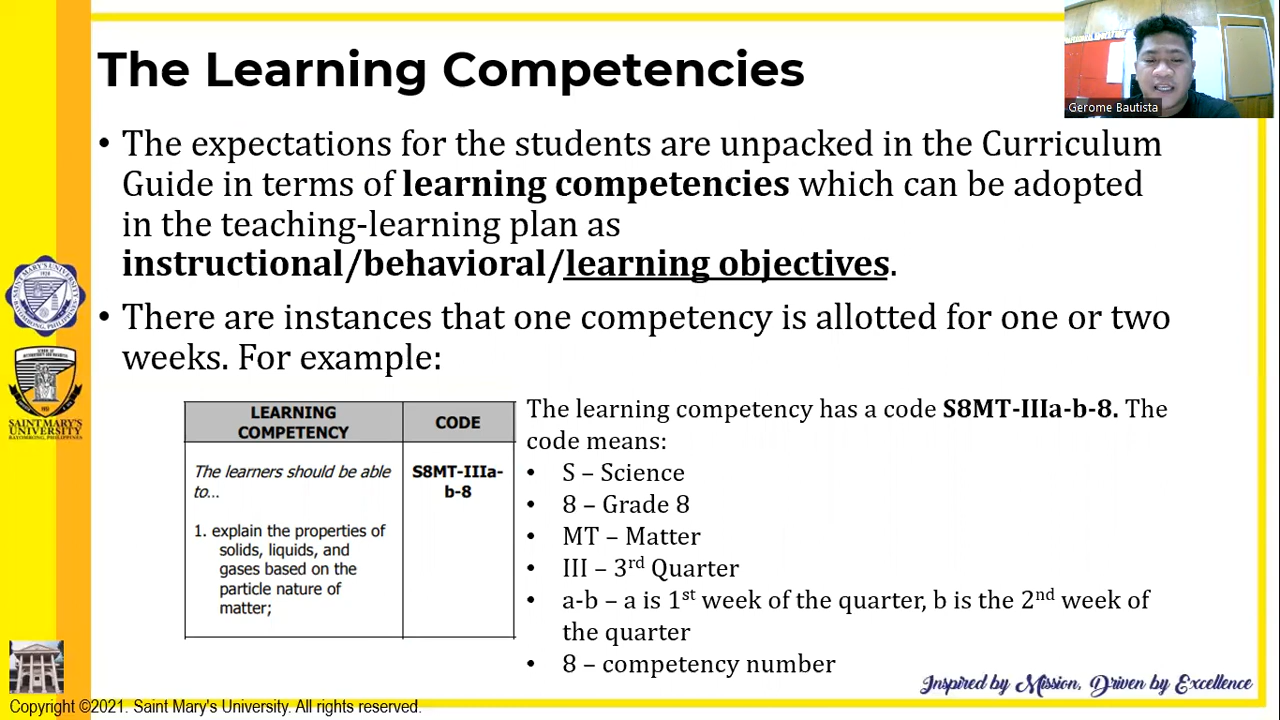 The Learning Competencies
Gerome Bautista
• The expectations for the students are unpacked in the Curriculum
Guide in terms of learning competencies which can be adopted
in the teaching-learning plan as
instructional/behavioral/learning objectives.
• There are instances that one competency is allotted for one or two
weeks. For example:
LEARNING
COMPETENCY
CODE
The learners should be able
to...
1. explain the properties of
solids, liquids, and
gases based on the
particle nature of
matter;
S8MT-IIIa-
b-8
The learning competency has a code S8MT-IIIa-b-8. The
code means:
• S – Science
• 8 – Grade 8
• MT – Matter
• III – 3rd Quarter
• a-b – a is 1st week of the quarter, b is the 2nd week of
the quarter
• 8 – competency number
SAINT MARY'S
UNIVERSITY
BAYOMBONG, PHILIPPINES
Inspired by Mission, Driven by Excellence
Copyright ©2021. Saint Mary's University. All rights reserved.